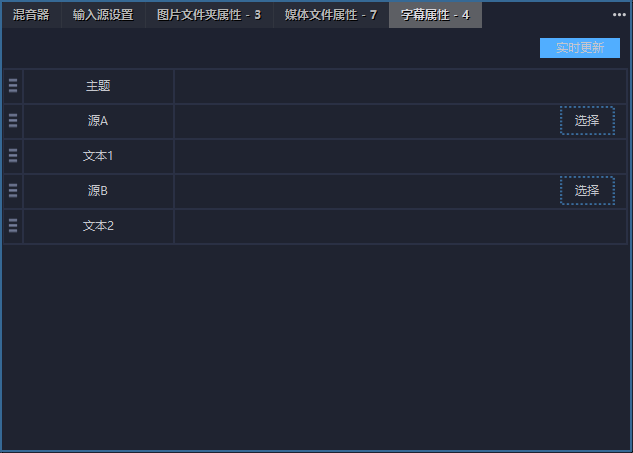 混音器 输入源设置 图片文件夹属性 - 3 媒体文件属性 - 7 字幕属性 - 4
实时更新
主题
源A 选择
文本1
源B 选择
文本2